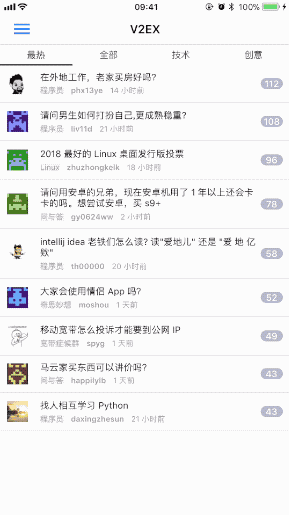 09:41
100%
V2EX
最热 全部 技术 创意
在外地工作，老家买房好吗?
程序员 phx13ye 14 小时前
112
请问男生如何打扮自己,更成熟稳重?
程序员 liv11d 21 小时前
108
2018 最好的 Linux 桌面发行版投票
Linux zhuzhongkeik 18 小时前
96
请问用安卓的兄弟，现在安卓机用了 1 年以上还会卡
卡的吗。想尝试安卓，买 s9+
问与答 gy0624ww 2 小时前
78
intellij idea 老铁们怎么读? 读"爱地儿" 还是 "爱 地 亿
欸"
程序员 th00000 20 小时前
58
大家会使用情侣 App 吗?
奇思妙想 moshou 1 天前
52
移动宽带怎么投诉才能要到公网 IP
宽带症候群 spyg 1 天前
49
马云家买东西可以讲价吗?
问与答 happilylb 1 天前
43
找人相互学习 Python
程序员 daxingzhesun 21 小时前
43